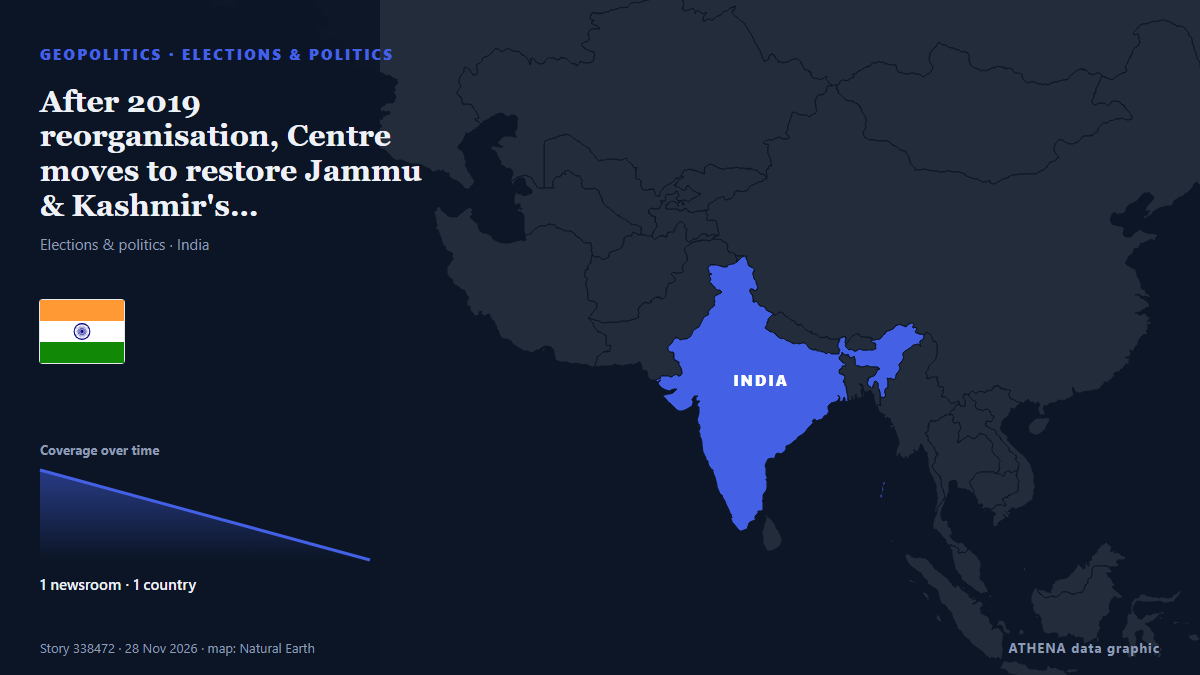 GEOPOLITICS · ELECTIONS & POLITICS
After 2019
reorganisation, Centre
moves to restore Jammu
& Kashmir's...
Elections & politics · India
INDIA
Coverage over time
1 newsroom · 1 country
Story 338472 · 28 Nov 2026 · map: Natural Earth
ATHENA data graphic